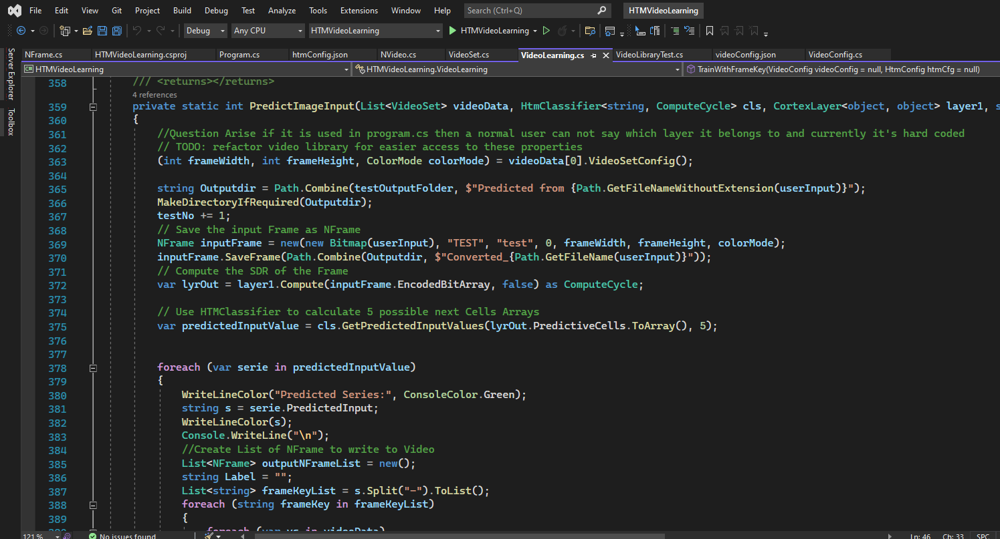 File Edit View Git Project Build Debug Test Analyze Tools Extensions Window Help Search (Ctrl+Q) HTMVideoLearning
Debug Any CPU HTMVideoLearning HTMVideoLearning
Server Explorer
Toolbox
NFrame.cs HTMVideoLearning.csproj Program.cs htmConfig.json NVideo.cs VideoSet.cs VideoLearning.cs VideoLibraryTest.cs videoConfig.json VideoConfig.cs
C# HTMVideoLearning HTMVideoLearning.VideoLearning TrainWithFrameKey(VideoConfig videoConfig = null, HtmConfig htmCfg = null)
358 /// <returns></returns>
4 references
359 private static int PredictImageInput(List<VideoSet> videoData, HtmClassifier<string, ComputeCycle> cls, CortexLayer<object, object> layer1, s
360 {
361 //Question Arise if it is used in program.cs then a normal user can not say which layer it belongs to and currently it's hard coded
362 // TODO: refactor video library for easier access to these properties
363 (int frameWidth, int frameHeight, ColorMode colorMode) = videoData[0].VideoSetConfig();
364
365 string Outputdir = Path.Combine(testOutputFolder, $"Predicted from {Path.GetFileNameWithoutExtension(userInput)}");
366 MakeDirectoryIfRequired(Outputdir);
367 testNo += 1;
368 // Save the input Frame as NFrame
369 NFrame inputFrame = new(new Bitmap(userInput), "TEST", "test", 0, frameWidth, frameHeight, colorMode);
370 inputFrame.SaveFrame(Path.Combine(Outputdir, $"Converted_{Path.GetFileName(userInput)}"));
371 // Compute the SDR of the Frame
372 var lyrOut = layer1.Compute(inputFrame.EncodedBitArray, false) as ComputeCycle;
373
374 // Use HTMClassifier to calculate 5 possible next Cells Arrays
375 var predictedInputValue = cls.GetPredictedInputValues(lyrOut.PredictiveCells.ToArray(), 5);
376
377
378 foreach (var serie in predictedInputValue)
379 {
380 WriteLineColor("Predicted Series:", ConsoleColor.Green);
381 string s = serie.PredictedInput;
382 WriteLineColor(s);
383 Console.WriteLine("\n");
384 //Create List of NFrame to write to Video
385 List<NFrame> outputNFrameList = new();
386 string Label = "";
387 List<string> frameKeyList = s.Split("-").ToList();
388 foreach (string frameKey in frameKeyList)
389 {
390 foreach (var vs in videoData)
121 % No issues found Ln: 46 Ch: 33 SPC